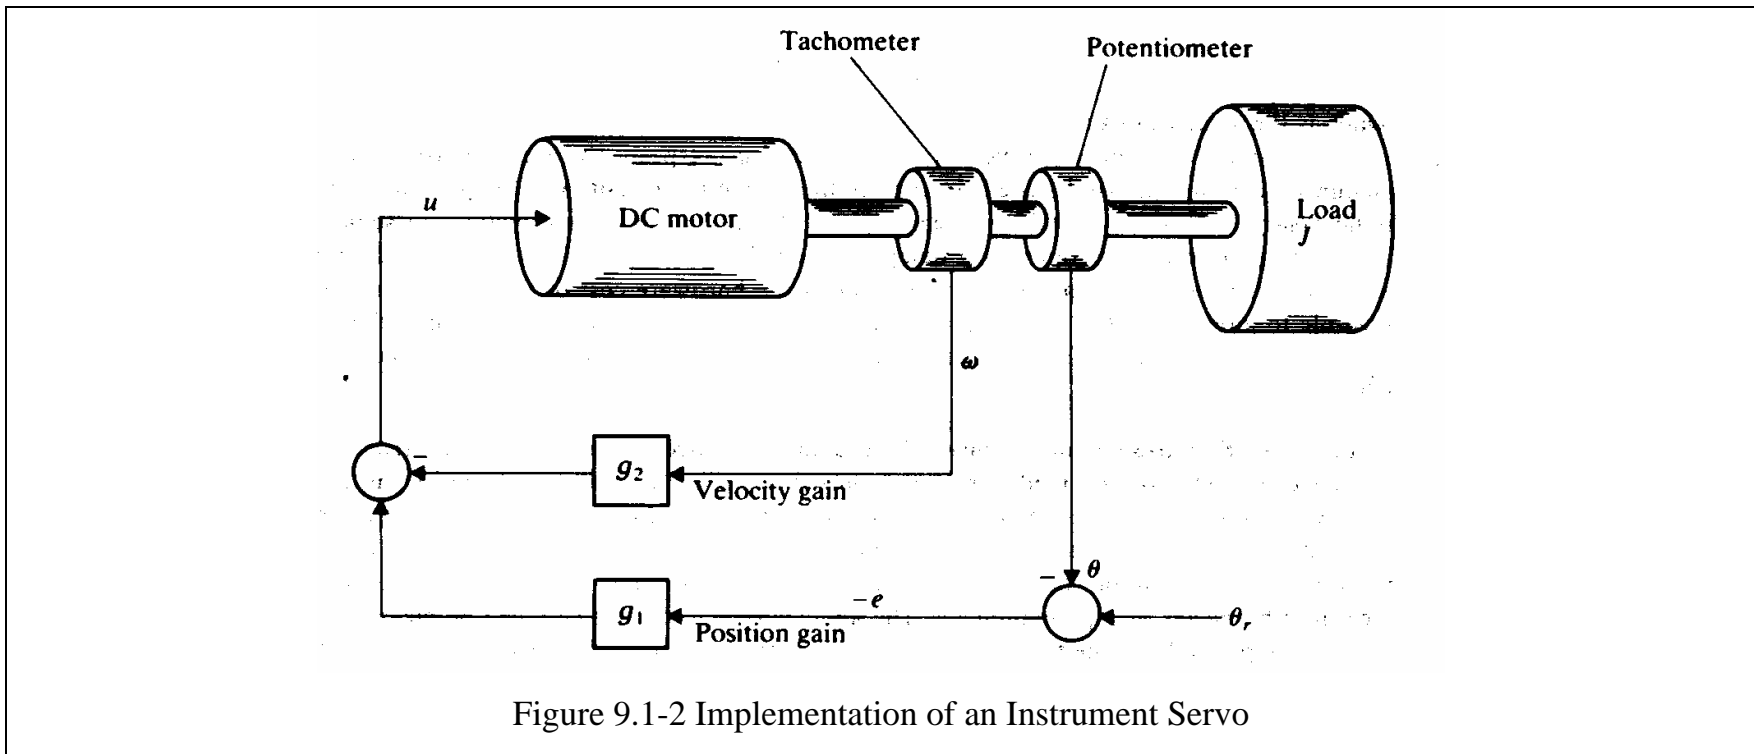 Tachometer
Potentiometer
u
DC motor
Load
J
ω
−
g₂
Velocity gain
−
θ
−e
g₁
Position gain
θᵣ
Figure 9.1-2 Implementation of an Instrument Servo